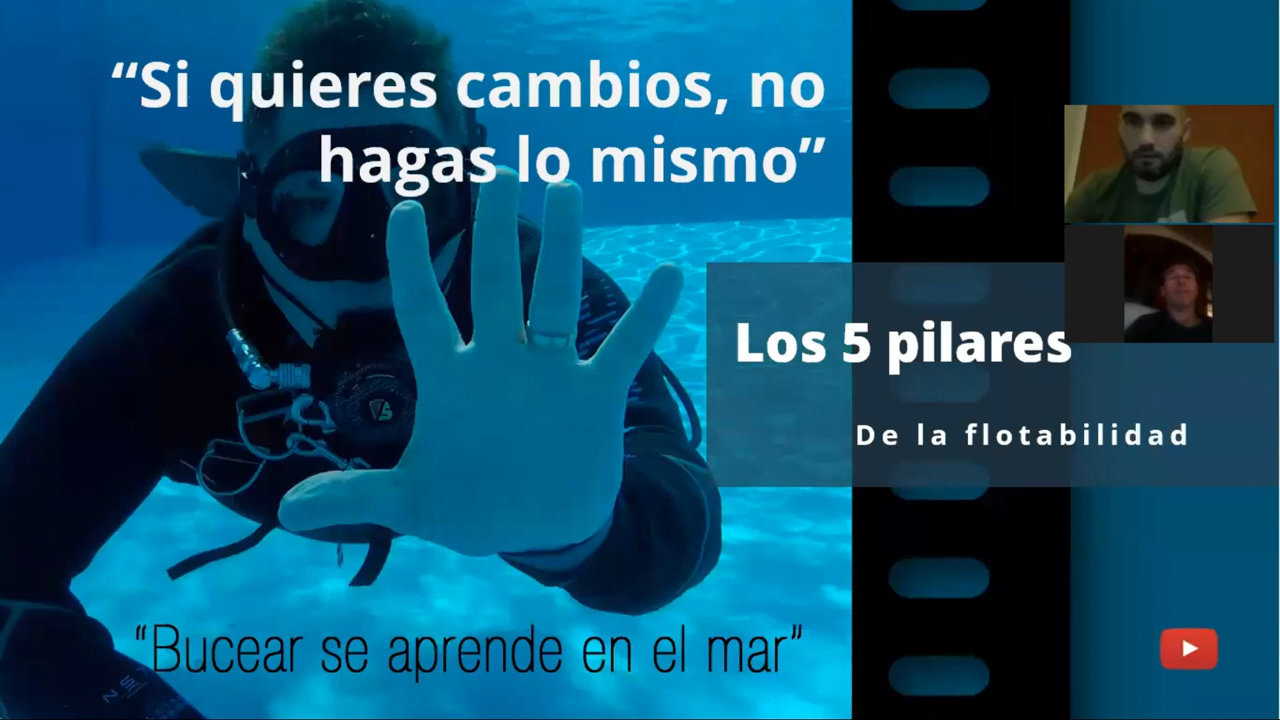 “Si quieres cambios, no
hagas lo mismo”
Los 5 pilares
De la flotabilidad
“Bucear se aprende en el mar”